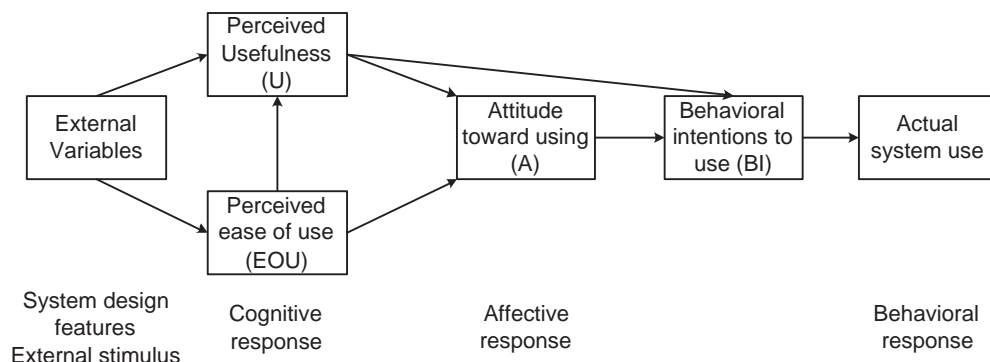 Perceived
Usefulness
(U)
External
Variables
Attitude
toward using
(A)
Behavioral
intentions to
use (BI)
Actual
system use
Perceived
ease of use
(EOU)
System design
features
External stimulus
Cognitive
response
Affective
response
Behavioral
response